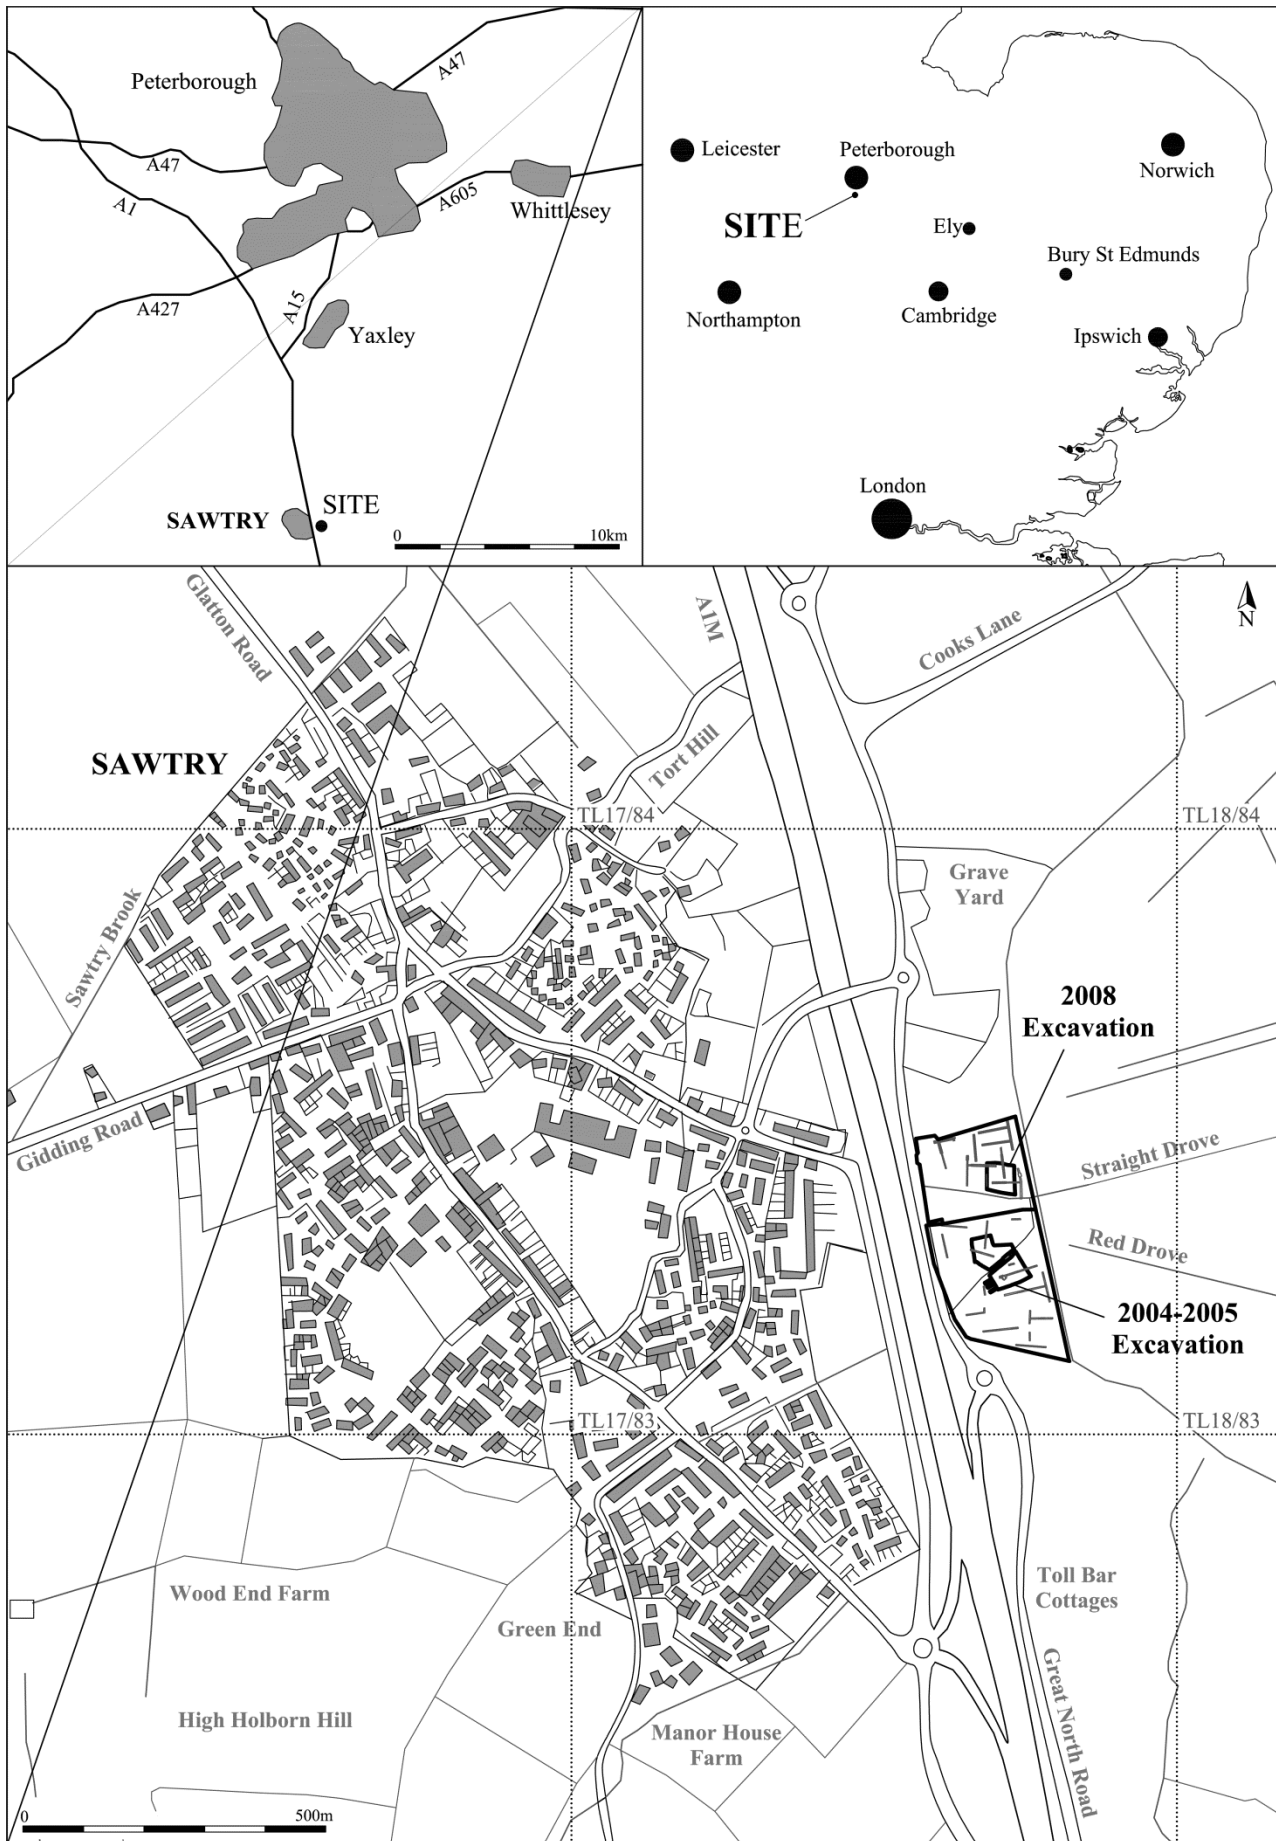 Peterborough
A47
A47
A1
A605
Whittlesey
A427
A15
Yaxley
SAWTRY
SITE
0
10km
Leicester
Peterborough
Norwich
SITE
Ely
Bury St Edmunds
Northampton
Cambridge
Ipswich
London
Glatton Road
A1M
Cooks Lane
N
SAWTRY
Tort Hill
TL17/84
TL18/84
Grave
Yard
Sawtry Brook
2008
Excavation
Gidding Road
Straight Drove
Red Drove
2004-2005
Excavation
TL17/83
TL18/83
Wood End Farm
Green End
Toll Bar
Cottages
High Holborn Hill
Manor House
Farm
Great North Road
0
500m